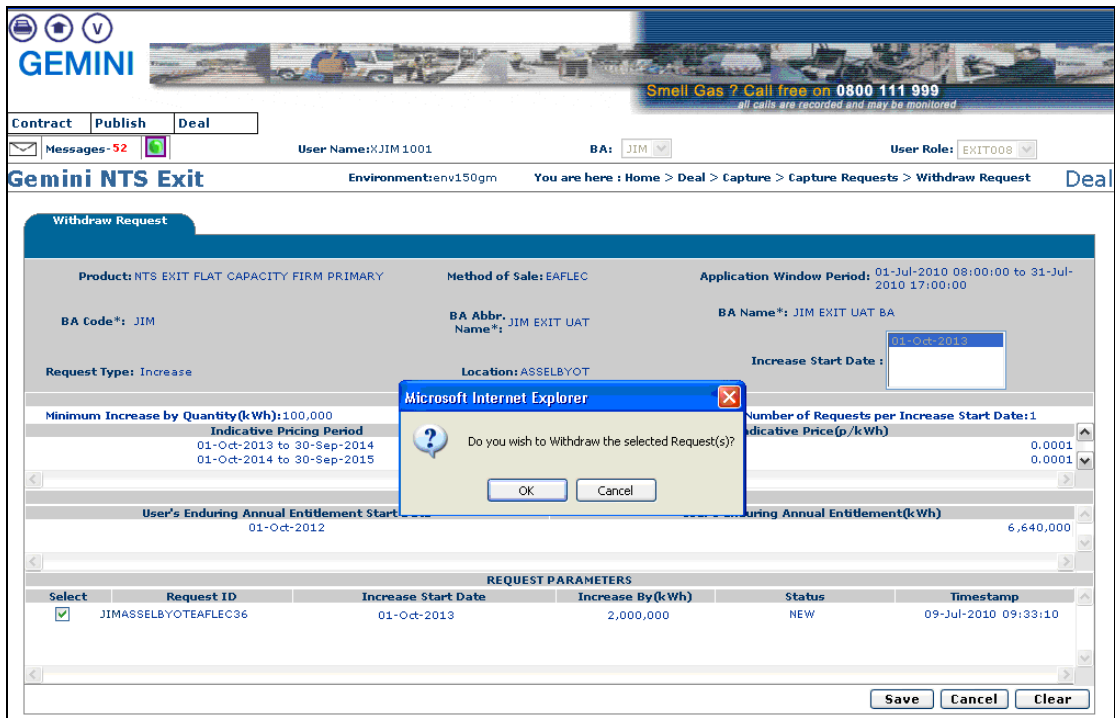 V
GEMINI
Smell Gas ? Call free on 0800 111 999
all calls are recorded and may be monitored
Contract Publish Deal
Messages-52 User Name:XJIM1001 BA: JIM User Role: EXIT008
Gemini NTS Exit Environment:env150gm You are here : Home > Deal > Capture > Capture Requests > Withdraw Request Deal
Withdraw Request
Product: NTS EXIT FLAT CAPACITY FIRM PRIMARY Method of Sale: EAFLEC Application Window Period: 01-Jul-2010 08:00:00 to 31-Jul-
2010 17:00:00
BA Code*: JIM BA Abbr. Name*: JIM EXIT UAT BA Name*: JIM EXIT UAT BA
Request Type: Increase Location: ASSELBYOT Increase Start Date : 01-Oct-2013
Microsoft Internet Explorer
Do you wish to Withdraw the selected Request(s)?
OK Cancel
Minimum Increase by Quantity(kWh):100,000 Number of Requests per Increase Start Date:1
Indicative Pricing Period Indicative Price(p/kWh)
01-Oct-2013 to 30-Sep-2014 0.0001
01-Oct-2014 to 30-Sep-2015 0.0001
User's Enduring Annual Entitlement Start Enduring Annual Entitlement(kWh)
01-Oct-2012 6,640,000
REQUEST PARAMETERS
Select Request ID Increase Start Date Increase By(kWh) Status Timestamp
JIMASSELBYOTEAFLEC36 01-Oct-2013 2,000,000 NEW 09-Jul-2010 09:33:10
Save Cancel Clear